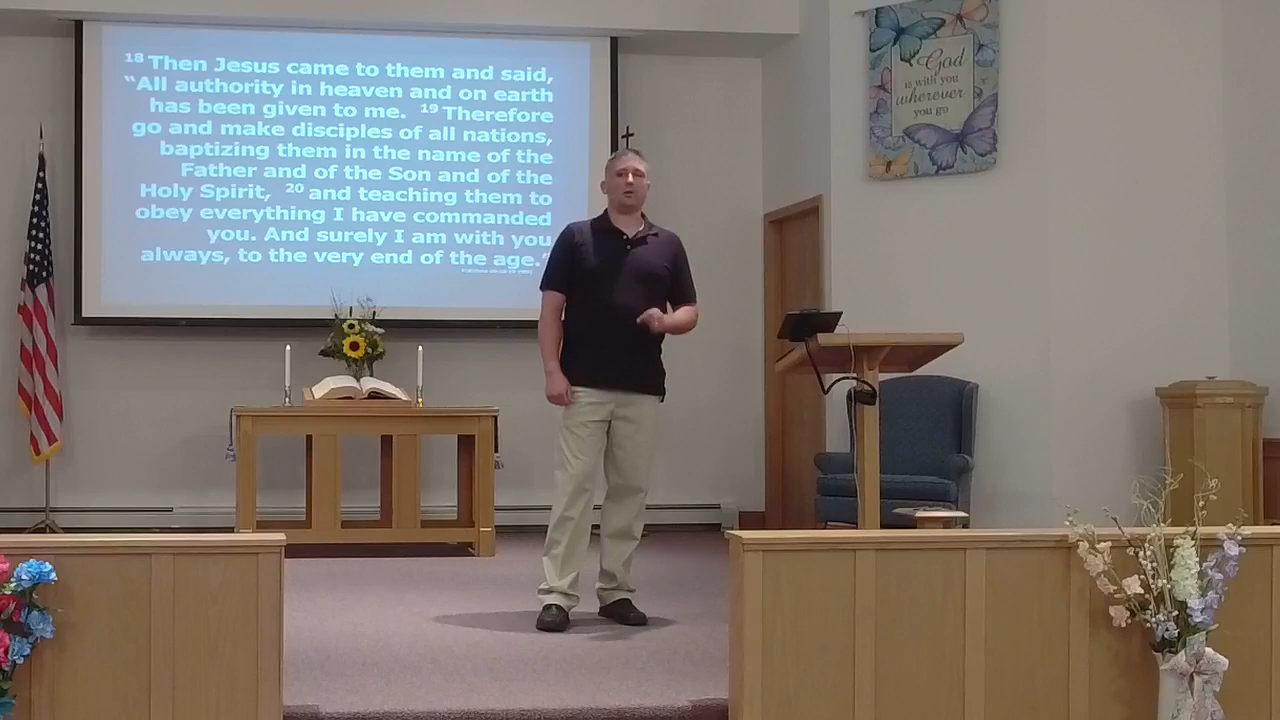 18 Then Jesus came to them and said,
“All authority in heaven and on earth
has been given to me. 19 Therefore
go and make disciples of all nations,
baptizing them in the name of the
Father and of the Son and of the
Holy Spirit, 20 and teaching them to
obey everything I have commanded
you. And surely I am with you
always, to the very end of the age.”
God
is with you
wherever
you go